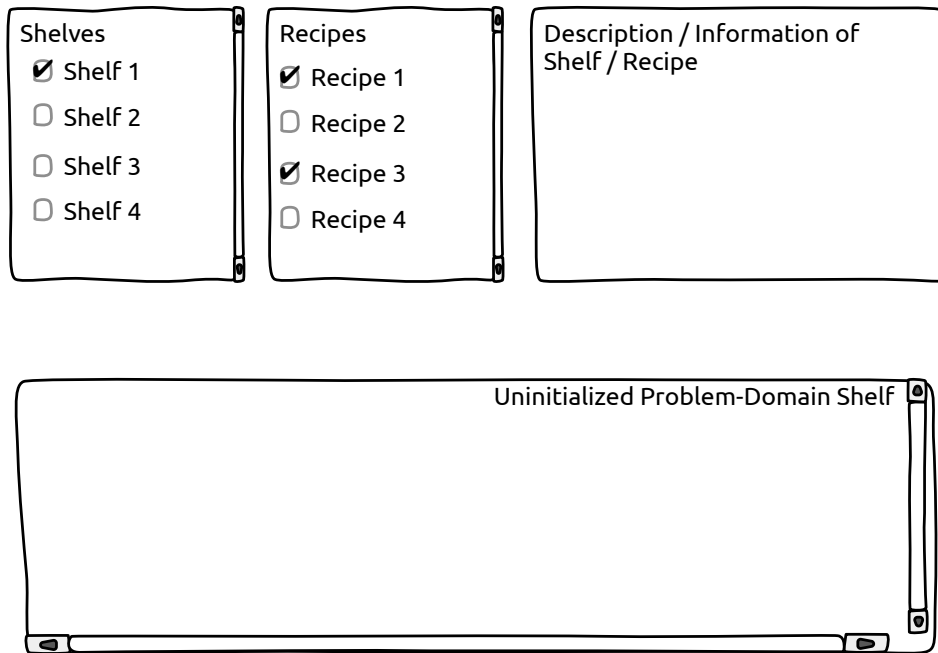 Shelves
Shelf 1
Shelf 2
Shelf 3
Shelf 4
Recipes
Recipe 1
Recipe 2
Recipe 3
Recipe 4
Description / Information of
Shelf / Recipe
Uninitialized Problem-Domain Shelf